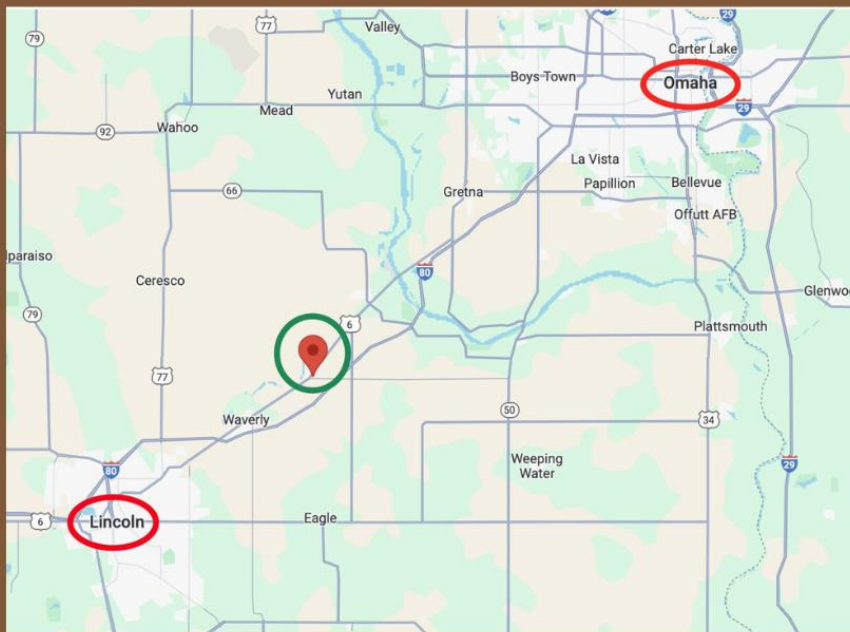 77
29
79
Valley
Carter Lake
Boys Town
Omaha
Yutan
Mead
29
92
Wahoo
La Vista
66
Gretna
Papillion
Bellevue
Offutt AFB
lparaiso
80
Ceresco
Glenwo
79
6
Plattsmouth
77
50
Waverly
34
80
Weeping
Water
29
6
Lincoln
Eagle